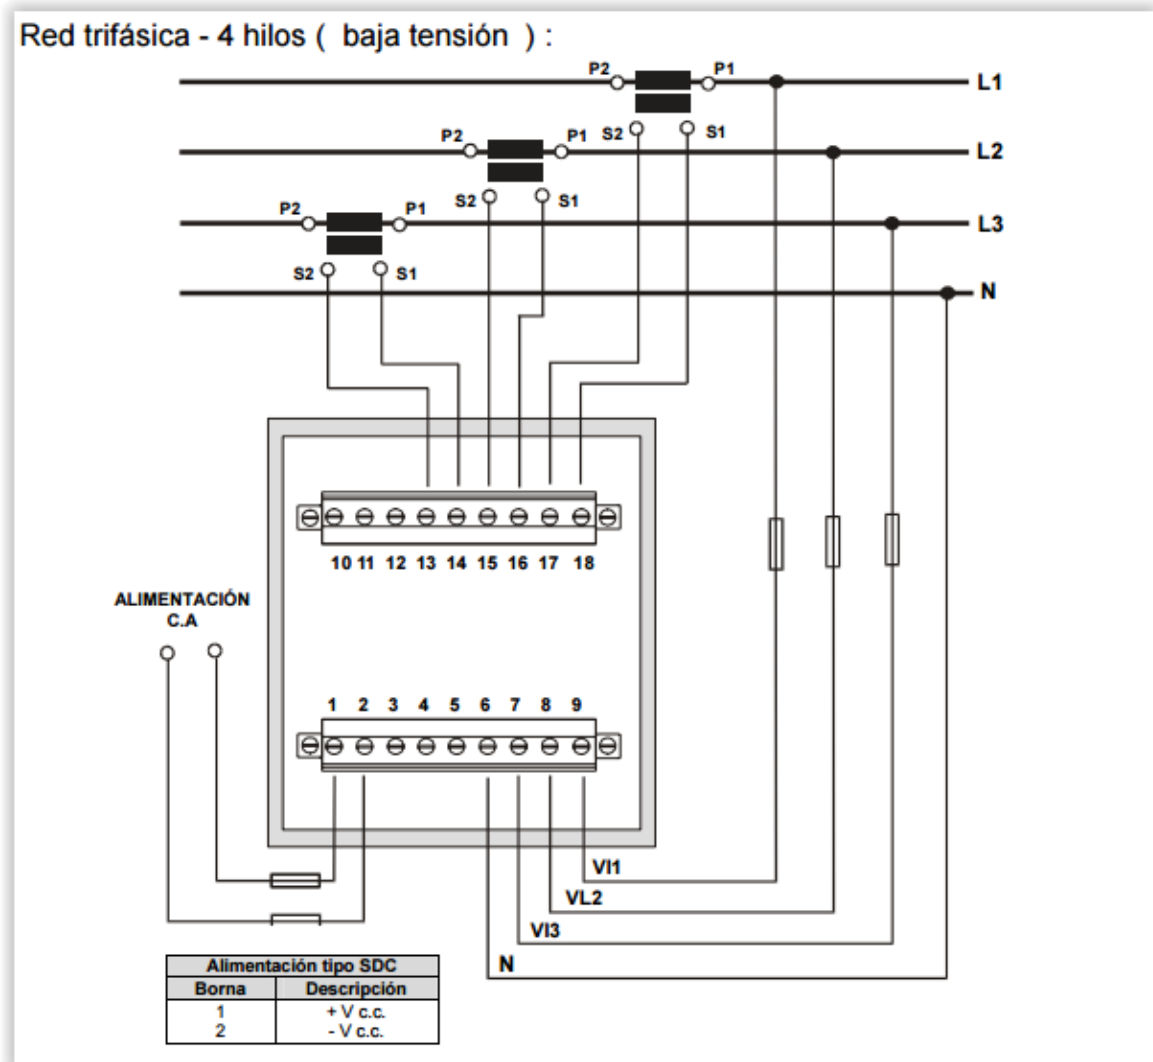 Red trifásica - 4 hilos ( baja tensión ) :
P2 P1 L1
S2 S1
P2 P1 L2
S2 S1
P2 P1 L3
S2 S1
N
10 11 12 13 14 15 16 17 18
ALIMENTACIÓN
C.A
1 2 3 4 5 6 7 8 9
VI1
VL2
VI3
N
Alimentación tipo SDC
Borna Descripción
1 + V c.c.
2 - V c.c.